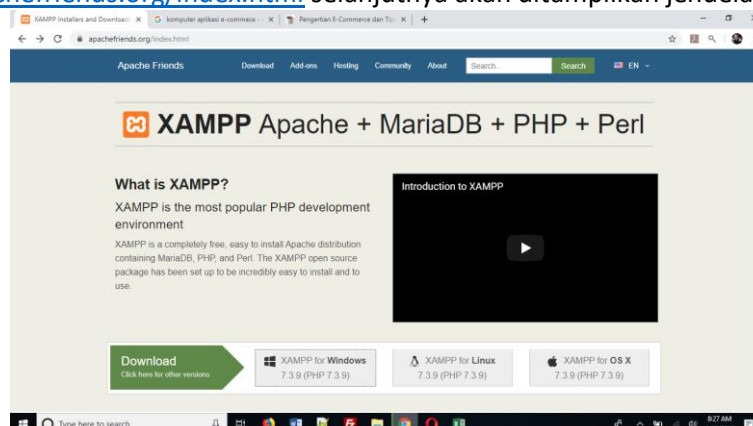 hefriends.org/index.html selanjutnya akan ditampilkan jendela
XAMPP Installers and Download
komputer aplikasi e-commece
Pengertian E-Commerce dan Tip
apachefriends.org/index.html
Apache Friends Download Add-ons Hosting Community About Search... Search EN
XAMPP Apache + MariaDB + PHP + Perl
What is XAMPP?
XAMPP is the most popular PHP development
environment
XAMPP is a completely free, easy to install Apache distribution
containing MariaDB, PHP, and Perl. The XAMPP open source
package has been set up to be incredibly easy to install and to
use.
Introduction to XAMPP
Download
Click here for other versions
XAMPP for Windows
7.3.9 (PHP 7.3.9)
XAMPP for Linux
7.3.9 (PHP 7.3.9)
XAMPP for OS X
7.3.9 (PHP 7.3.9)
Type here to search
8:27 AM